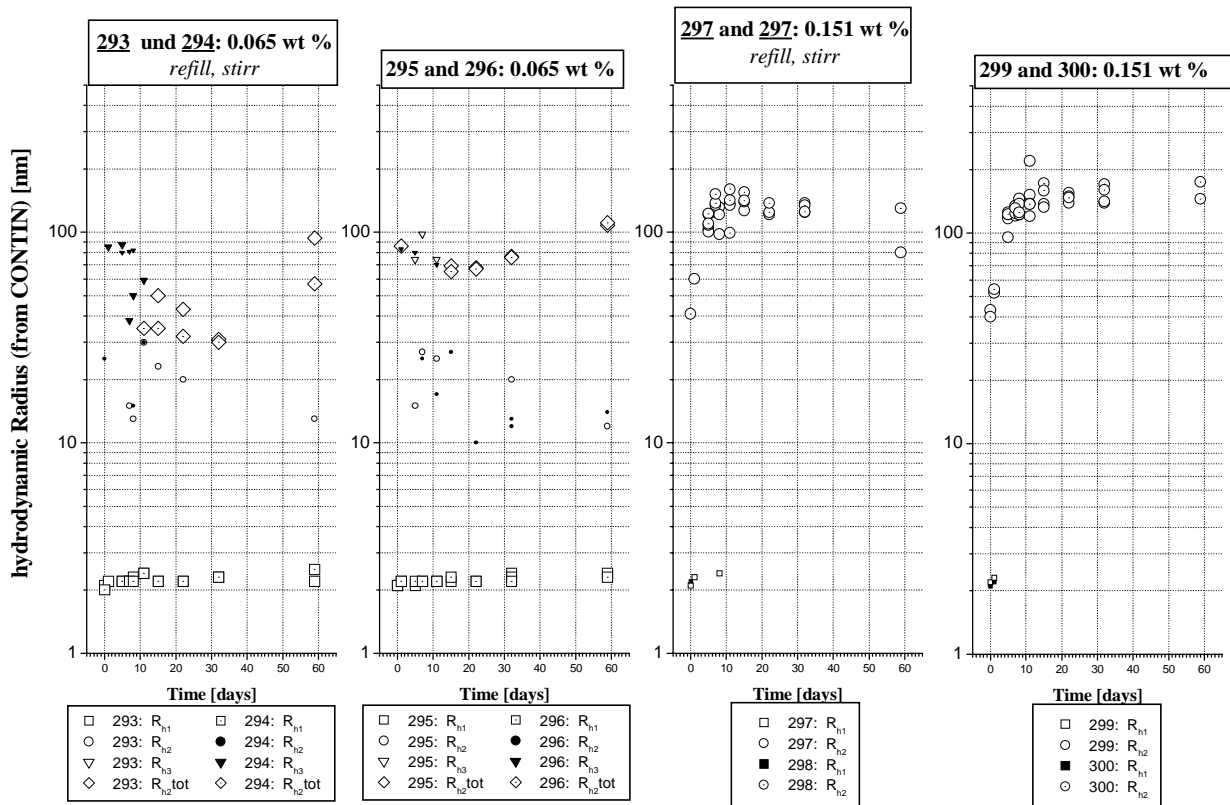 293 und 294: 0.065 wt %
refill, stirr
295 and 296: 0.065 wt %
297 and 297: 0.151 wt %
refill, stirr
299 and 300: 0.151 wt %
hydrodynamic Radius (from CONTIN) [nm]
100
10
1
0 10 20 30 40 50 60
Time [days]
100
10
1
0 10 20 30 40 50 60
Time [days]
100
10
1
0 10 20 30 40 50 60
Time [days]
100
10
1
0 10 20 30 40 50 60
Time [days]
293: Rh1 294: Rh1
293: Rh2 294: Rh2
293: Rh3 294: Rh3
293: Rh2tot 294: Rh2tot
295: Rh1 296: Rh1
295: Rh2 296: Rh2
295: Rh3 296: Rh3
295: Rh2tot 296: Rh2tot
297: Rh1
297: Rh2
298: Rh1
298: Rh2
299: Rh1
299: Rh2
300: Rh1
300: Rh2